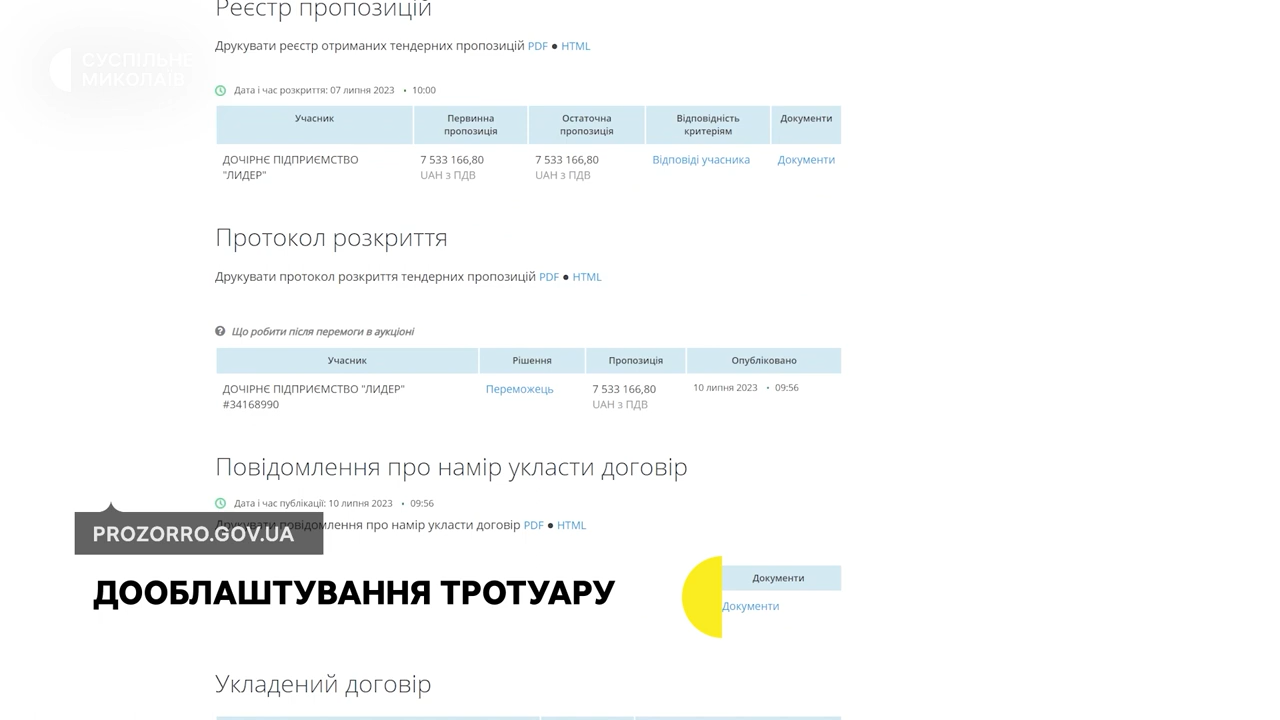 Реєстр пропозицій
СУСПІЛЬНЕ
МИКОЛАЇВ
Друкувати реєстр отриманих тендерних пропозицій PDF ● HTML
Дата і час розкриття: 07 липня 2023 • 10:00
Учасник Первинна пропозиція Остаточна пропозиція Відповідність критеріям Документи
ДОЧІРНЄ ПІДПРИЄМСТВО 7 533 166,80 7 533 166,80 Відповіді учасника Документи
"ЛИДЕР" UAH з ПДВ UAH з ПДВ
Протокол розкриття
Друкувати протокол розкриття тендерних пропозицій PDF ● HTML
Що робити після перемоги в аукціоні
Учасник Рішення Пропозиція Опубліковано
ДОЧІРНЄ ПІДПРИЄМСТВО "ЛИДЕР" Переможець 7 533 166,80 10 липня 2023 • 09:56
#34168990 UAH з ПДВ
Повідомлення про намір укласти договір
Дата і час публікації: 10 липня 2023 • 09:56
Друкувати повідомлення про намір укласти договір PDF ● HTML
PROZORRO.GOV.UA
Документи
ДООБЛАШТУВАННЯ ТРОТУАРУ
Документи
Укладений договір